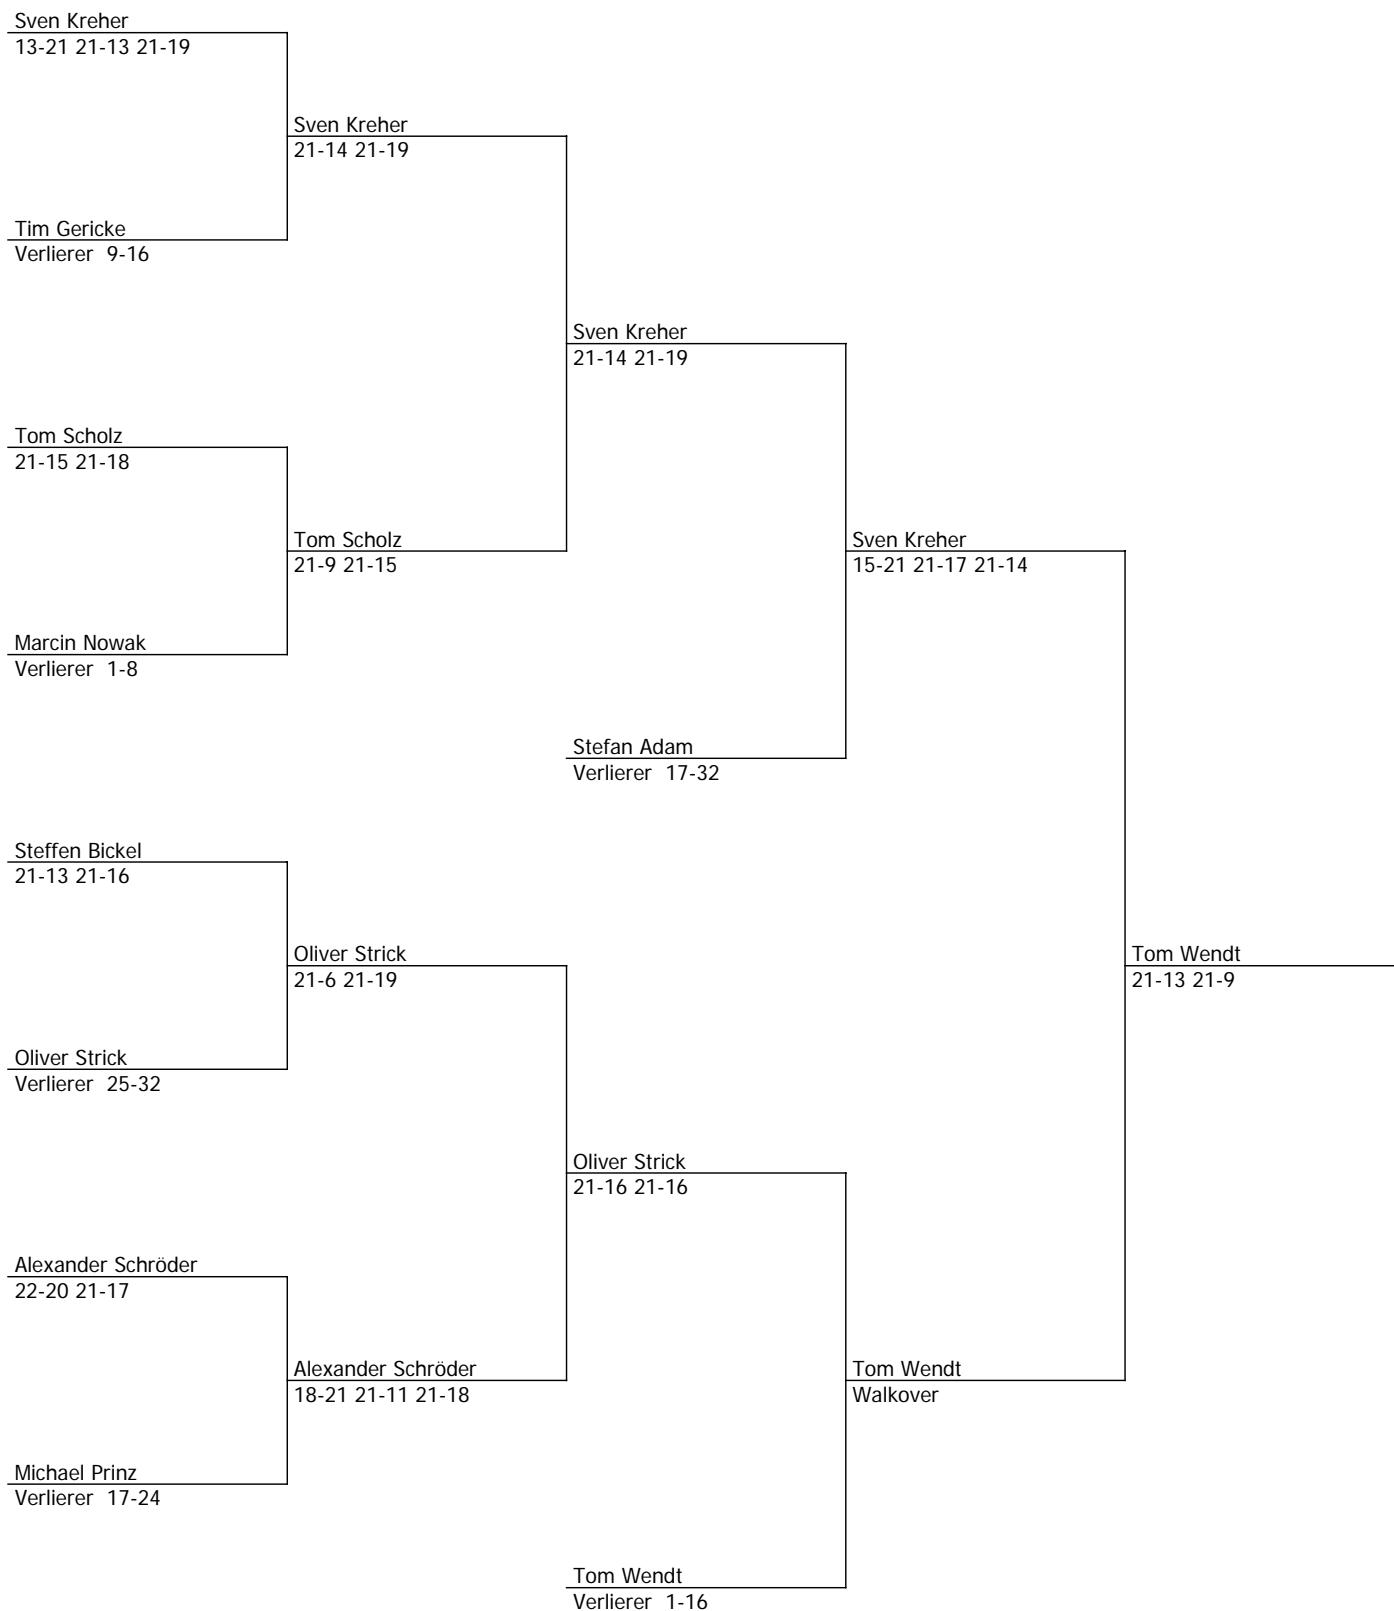 Sven Kreher
13-21 21-13 21-19
Sven Kreher
21-14 21-19
Tim Gericke
Verlierer 9-16
Sven Kreher
21-14 21-19
Tom Scholz
21-15 21-18
Tom Scholz
21-9 21-15
Sven Kreher
15-21 21-17 21-14
Marcin Nowak
Verlierer 1-8
Stefan Adam
Verlierer 17-32
Steffen Bickel
21-13 21-16
Oliver Strick
21-6 21-19
Tom Wendt
21-13 21-9
Oliver Strick
Verlierer 25-32
Oliver Strick
21-16 21-16
Alexander Schröder
22-20 21-17
Alexander Schröder
18-21 21-11 21-18
Tom Wendt
Walkover
Michael Prinz
Verlierer 17-24
Tom Wendt
Verlierer 1-16